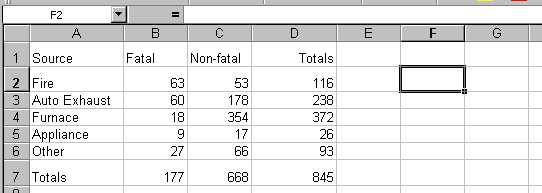 F2 =
A B C D E F G
1 Source Fatal Non-fatal Totals
2 Fire 63 53 116
3 Auto Exhaust 60 178 238
4 Furnace 18 354 372
5 Appliance 9 17 26
6 Other 27 66 93
7 Totals 177 668 845